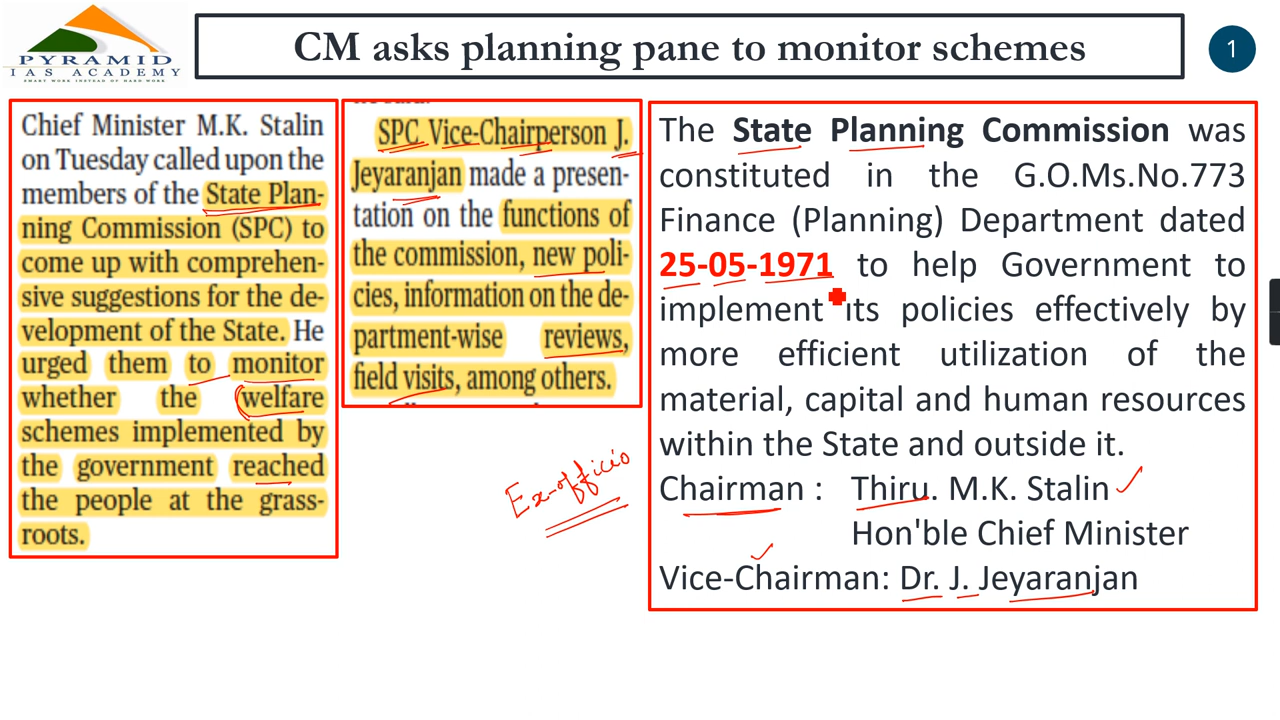 PYRAMID
IAS ACADEMY
SMART WORK INSTEAD OF HARD WORK
CM asks planning pane to monitor schemes
1
Chief Minister M.K. Stalin
on Tuesday called upon the
members of the State Plan-
ning Commission (SPC) to
come up with comprehen-
sive suggestions for the de-
velopment of the State. He
urged them to monitor
whether the welfare
schemes implemented by
the government reached
the people at the grass-
roots.
SPC Vice-Chairperson J.
Jeyaranjan made a presen-
tation on the functions of
the commission, new poli-
cies, information on the de-
partment-wise reviews,
field visits, among others.
Ex-officio
The State Planning Commission was
constituted in the G.O.Ms.No.773
Finance (Planning) Department dated
25-05-1971 to help Government to
implement its policies effectively by
more efficient utilization of the
material, capital and human resources
within the State and outside it.
Chairman : Thiru. M.K. Stalin
Hon'ble Chief Minister
Vice-Chairman: Dr. J. Jeyaranjan